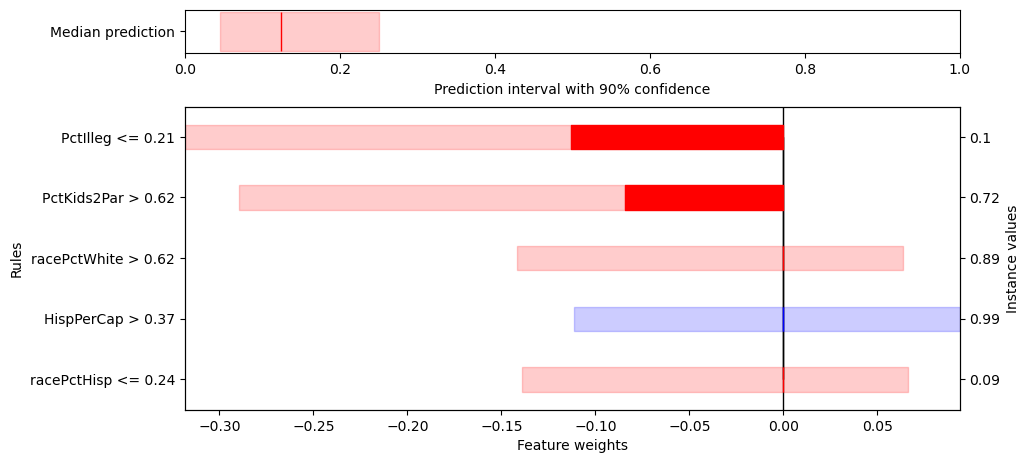 Median prediction
0.0 0.2 0.4 0.6 0.8 1.0
Prediction interval with 90% confidence
PctIlleg <= 0.21 0.1
PctKids2Par > 0.62 0.72
racePctWhite > 0.62 0.89
HispPerCap > 0.37 0.99
racePctHisp <= 0.24 0.09
Rules
Instance values
−0.30 −0.25 −0.20 −0.15 −0.10 −0.05 0.00 0.05
Feature weights